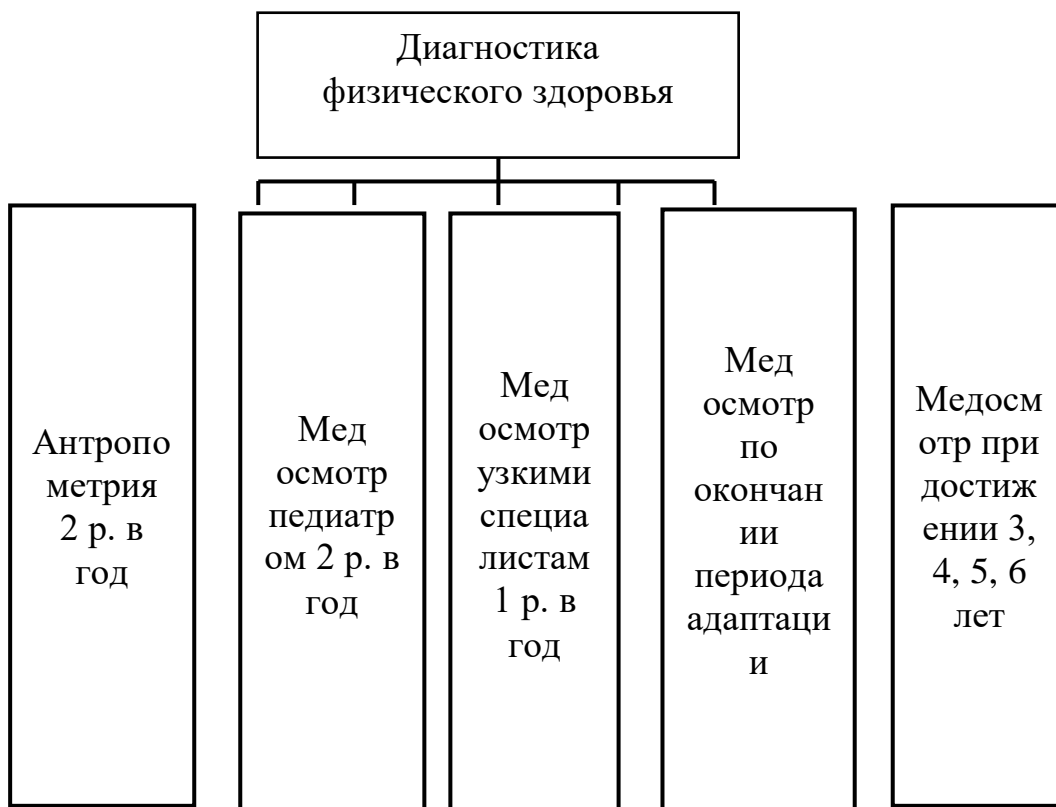 Диагностика
физического здоровья
Антропо
метрия
2 р. в
год
Мед
осмотр
педиатр
ом 2 р. в
год
Мед
осмотр
узкими
специа
листам
1 р. в
год
Мед
осмотр
по
окончан
ии
периода
адаптаци
и
Медосм
отр при
достиж
ении 3,
4, 5, 6
лет